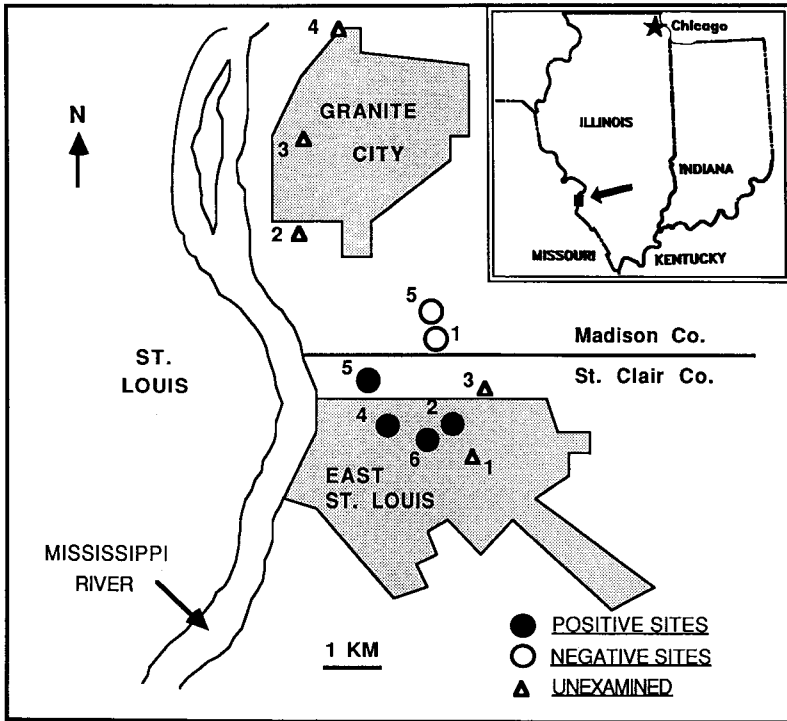 4
N
GRANITE
CITY
3
2
Chicago
ILLINOIS
INDIANA
MISSOURI
KENTUCKY
5
1
Madison Co.
ST.
LOUIS
St. Clair Co.
5
3
4
2
6
1
EAST
ST. LOUIS
MISSISSIPPI
RIVER
1 KM
POSITIVE SITES
NEGATIVE SITES
UNEXAMINED